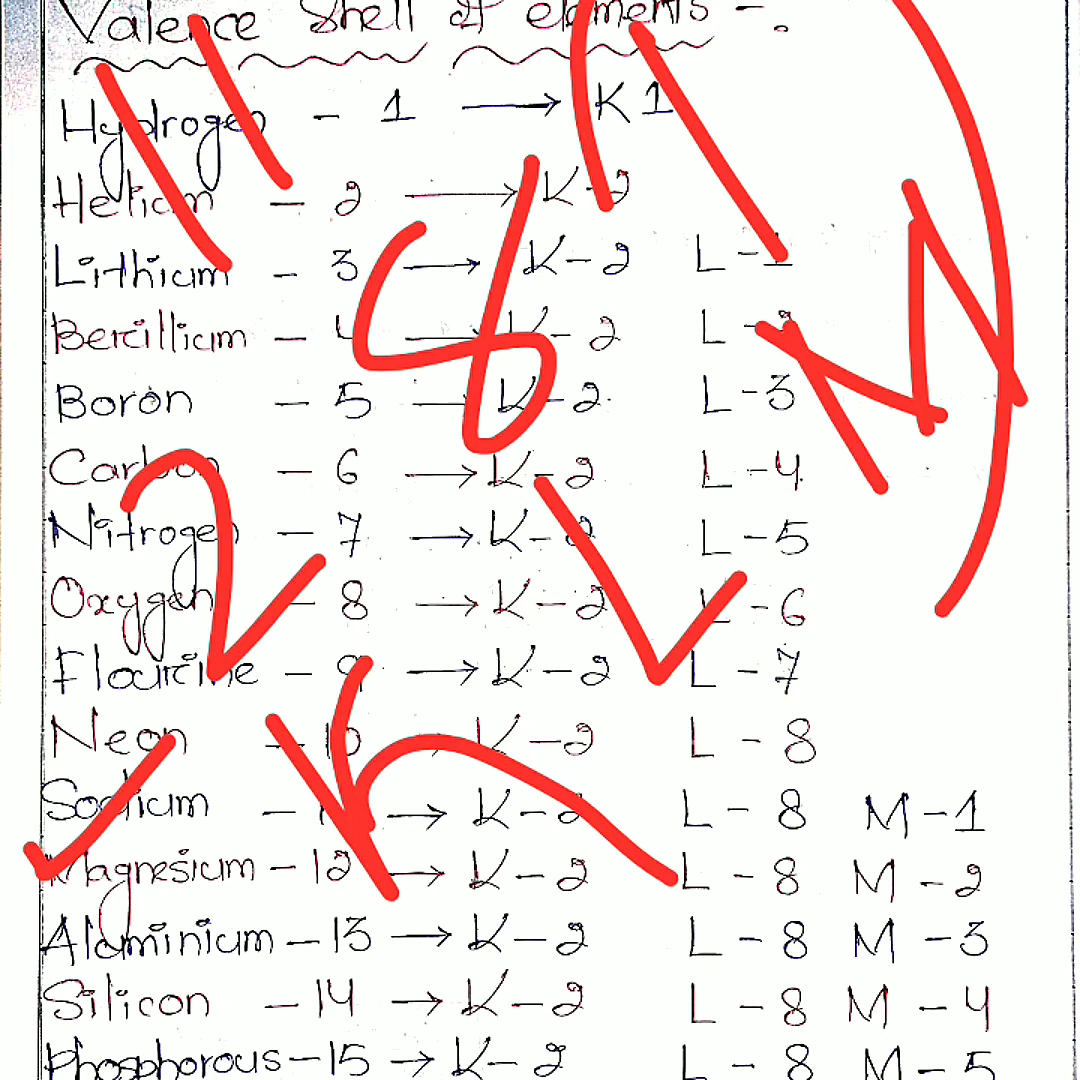 Valence Shell of elements -:
Hydrogen - 1 → K 1
Helium - 2 → K-2
Lithium - 3 → K-2 L-1
Berillium - 4 → K-2 L-2
Boron - 5 → K-2 L-3
Carbon - 6 → K-2 L-4
Nitrogen - 7 → K-2 L-5
Oxygen - 8 → K-2 L-6
Flourine - 9 → K-2 L-7
Neon - 10 → K-2 L-8
Sodium - 11 → K-2 L-8 M-1
Magnesium - 12 → K-2 L-8 M-2
Aluminium - 13 → K-2 L-8 M-3
Silicon - 14 → K-2 L-8 M-4
Phosphorous - 15 → K-2 L-8 M-5